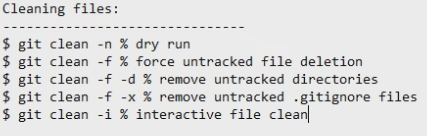 Cleaning files:
------------------------------
$ git clean -n % dry run
$ git clean -f % force untracked file deletion
$ git clean -f -d % remove untracked directories
$ git clean -f -x % remove untracked .gitignore files
$ git clean -i % interactive file clean